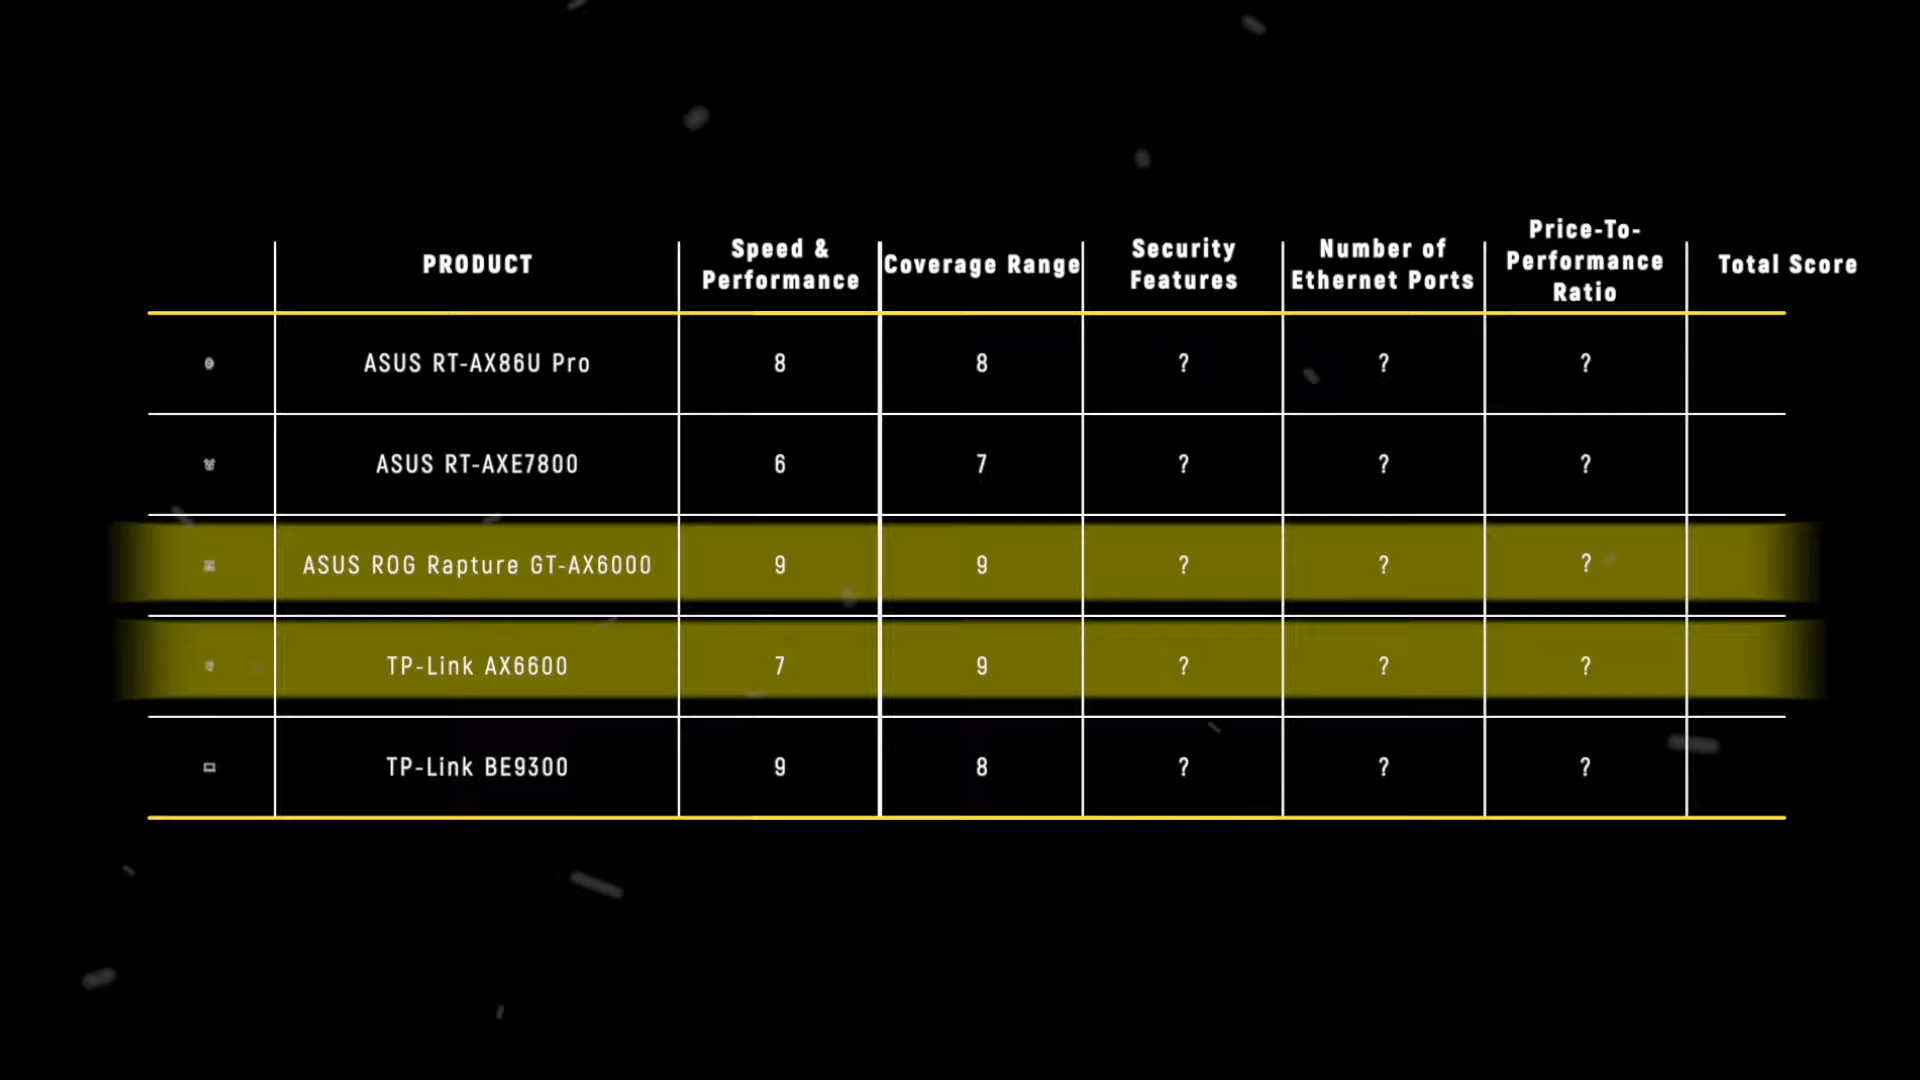 PRODUCT
Speed &
Performance
Coverage Range
Security
Features
Number of
Ethernet Ports
Price-To-
Performance
Ratio
Total Score
ASUS RT-AX86U Pro 8 8 ? ? ?
ASUS RT-AXE7800 6 7 ? ? ?
ASUS ROG Rapture GT-AX6000 9 9 ? ? ?
TP-Link AX6600 7 9 ? ? ?
TP-Link BE9300 9 8 ? ? ?